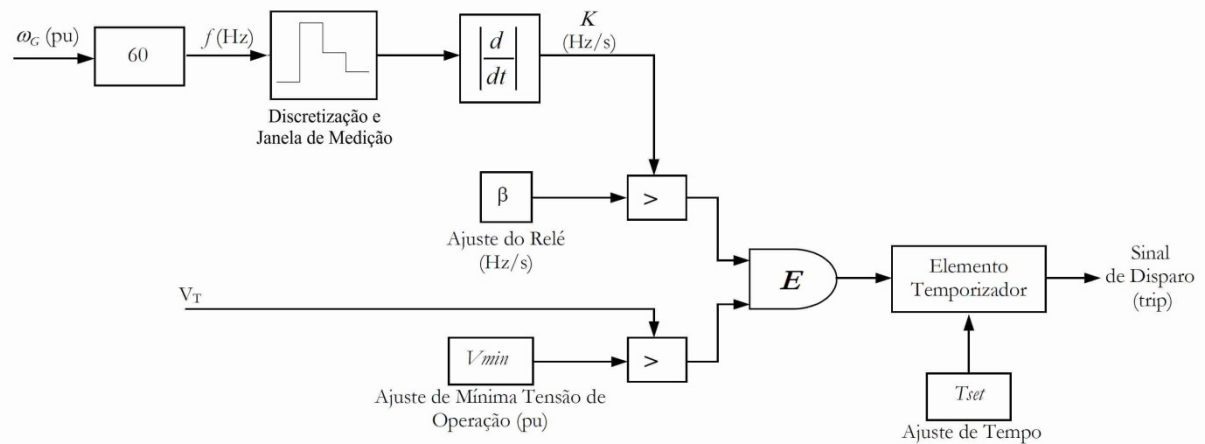 ω_G (pu)
60
f (Hz)
Discretização e
Janela de Medição
|d/dt|
K
(Hz/s)
β
Ajuste do Relé
(Hz/s)
>
V_T
Vmin
Ajuste de Mínima Tensão de
Operação (pu)
>
E
Elemento
Temporizador
Sinal
de Disparo
(trip)
Tset
Ajuste de Tempo